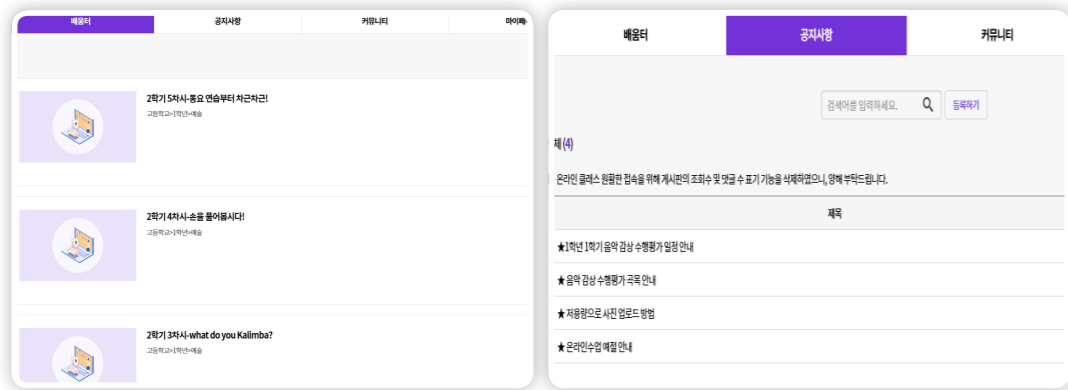 배움터 공지사항 커뮤니티
2학기 5차시-동요 연습부터 차근차근!
고등학교>1학년>예술
2학기 4차시-손을 풀어봅시다!
고등학교>1학년>예술
2학기 3차시-what do you Kalimba?
고등학교>1학년>예술
배움터 공지사항 커뮤니티
검색어를 입력하세요. 등록하기
체 (4)
온라인 클래스 원활한 접속을 위해 게시판의 조회수 및 댓글 수 표기 기능을 삭제하였으니, 양해 부탁드립니다.
제목
★1학년 1학기 음악 감상 수행평가 일정 안내
★음악 감상 수행평가 곡목 안내
★저용량으로 사진 업로드 방법
★온라인수업 예절 안내